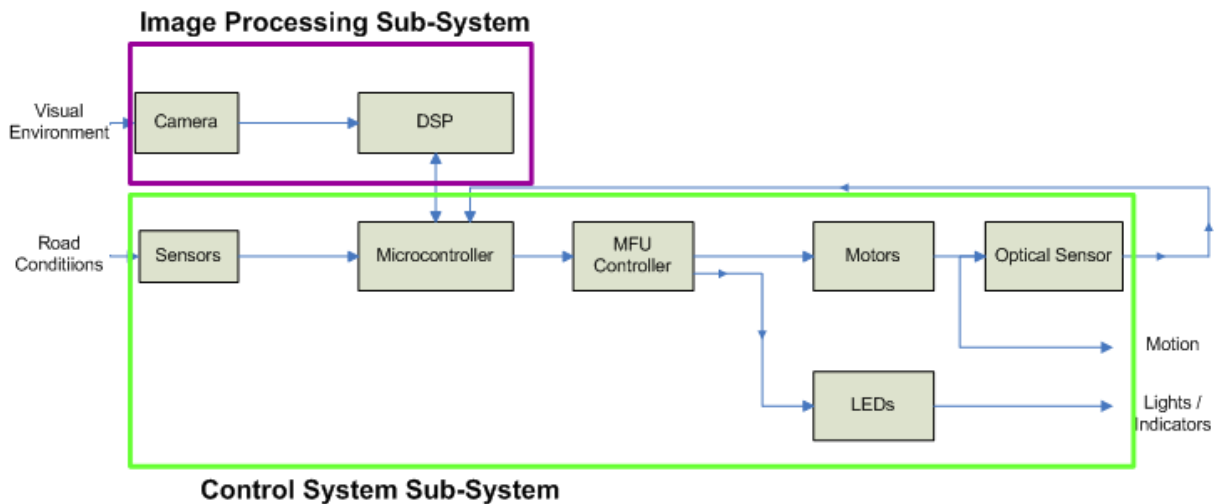 Image Processing Sub-System
Visual
Environment
Camera
DSP
Road
Conditiions
Sensors
Microcontroller
MFU
Controller
Motors
Optical Sensor
Motion
LEDs
Lights /
Indicators
Control System Sub-System